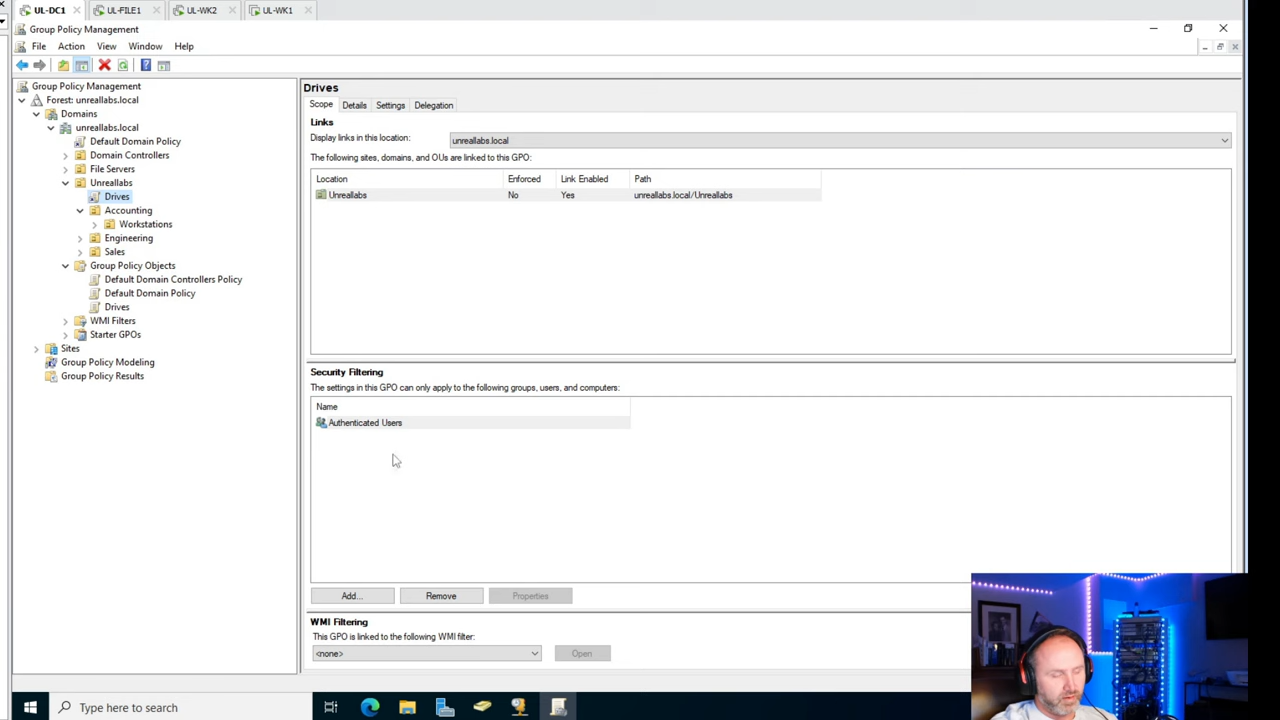 UL-DC1 UL-FILE1 UL-WK2 UL-WK1
Group Policy Management
File Action View Window Help
Group Policy Management
Forest: unreallabs.local
Domains
unreallabs.local
Default Domain Policy
Domain Controllers
File Servers
Unreallabs
Drives
Accounting
Workstations
Engineering
Sales
Group Policy Objects
Default Domain Controllers Policy
Default Domain Policy
Drives
WMI Filters
Starter GPOs
Sites
Group Policy Modeling
Group Policy Results
Drives
Scope Details Settings Delegation
Links
Display links in this location: unreallabs.local
The following sites, domains, and OUs are linked to this GPO:
Location Enforced Link Enabled Path
Unreallabs No Yes unreallabs.local/Unreallabs
Security Filtering
The settings in this GPO can only apply to the following groups, users, and computers:
Name
Authenticated Users
Add... Remove Properties
WMI Filtering
This GPO is linked to the following WMI filter:
<none> Open
Type here to search